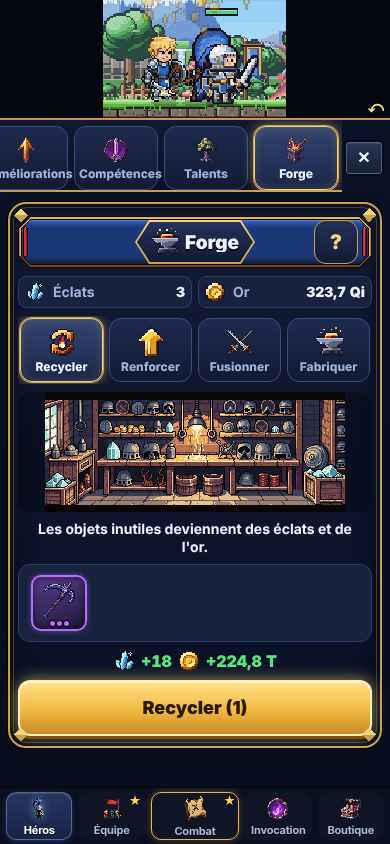 méliorations
Compétences
Talents
Forge
×
Forge
?
Éclats
3
Or
323,7 Qi
Recycler
Renforcer
Fusionner
Fabriquer
Les objets inutiles deviennent des éclats et de
l'or.
+18
+224,8 T
Recycler (1)
Héros
Équipe
Combat
Invocation
Boutique